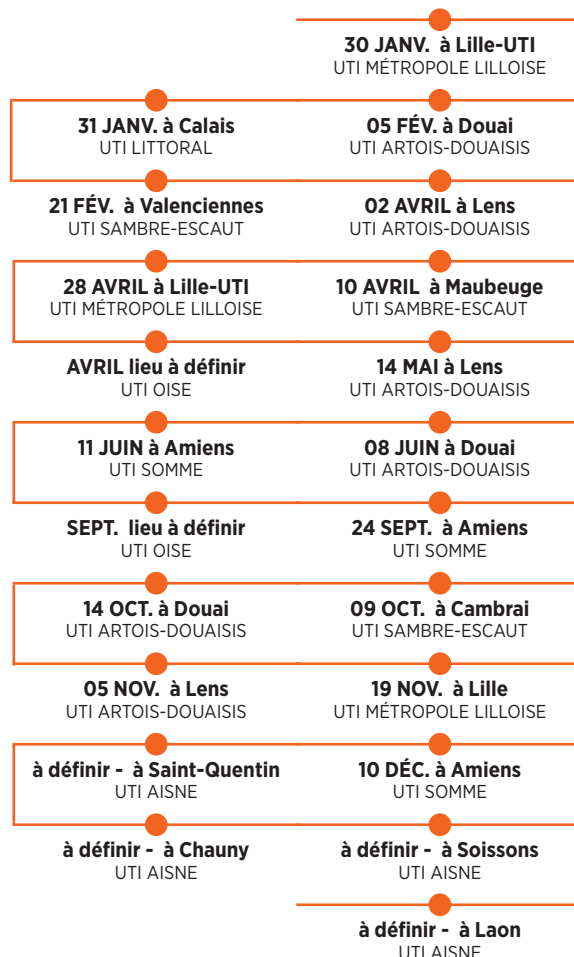 30 JANV. à Lille-UTI
UTI MÉTROPOLE LILLOISE
31 JANV. à Calais
UTI LITTORAL
05 FÉV. à Douai
UTI ARTOIS-DOUAISIS
21 FÉV. à Valenciennes
UTI SAMBRE-ESCAUT
02 AVRIL à Lens
UTI ARTOIS-DOUAISIS
28 AVRIL à Lille-UTI
UTI MÉTROPOLE LILLOISE
10 AVRIL à Maubeuge
UTI SAMBRE-ESCAUT
AVRIL lieu à définir
UTI OISE
14 MAI à Lens
UTI ARTOIS-DOUAISIS
11 JUIN à Amiens
UTI SOMME
08 JUIN à Douai
UTI ARTOIS-DOUAISIS
SEPT. lieu à définir
UTI OISE
24 SEPT. à Amiens
UTI SOMME
14 OCT. à Douai
UTI ARTOIS-DOUAISIS
09 OCT. à Cambrai
UTI SAMBRE-ESCAUT
05 NOV. à Lens
UTI ARTOIS-DOUAISIS
19 NOV. à Lille
UTI MÉTROPOLE LILLOISE
à définir - à Saint-Quentin
UTI AISNE
10 DÉC. à Amiens
UTI SOMME
à définir - à Chauny
UTI AISNE
à définir - à Soissons
UTI AISNE
à définir - à Laon
UTI AISNE